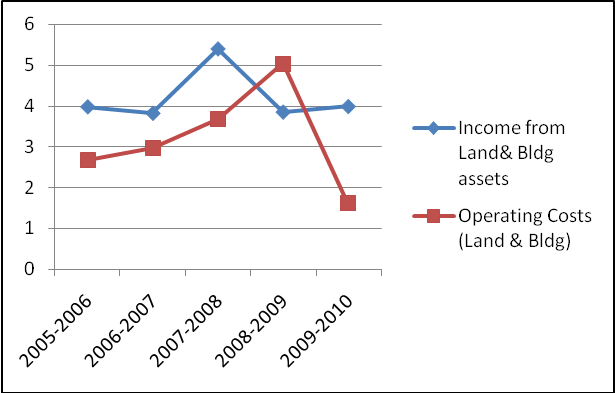 6
5
4
3
2
1
0
2005-2006
2006-2007
2007-2008
2008-2009
2009-2010
Income from
Land& Bldg
assets
Operating Costs
(Land & Bldg)